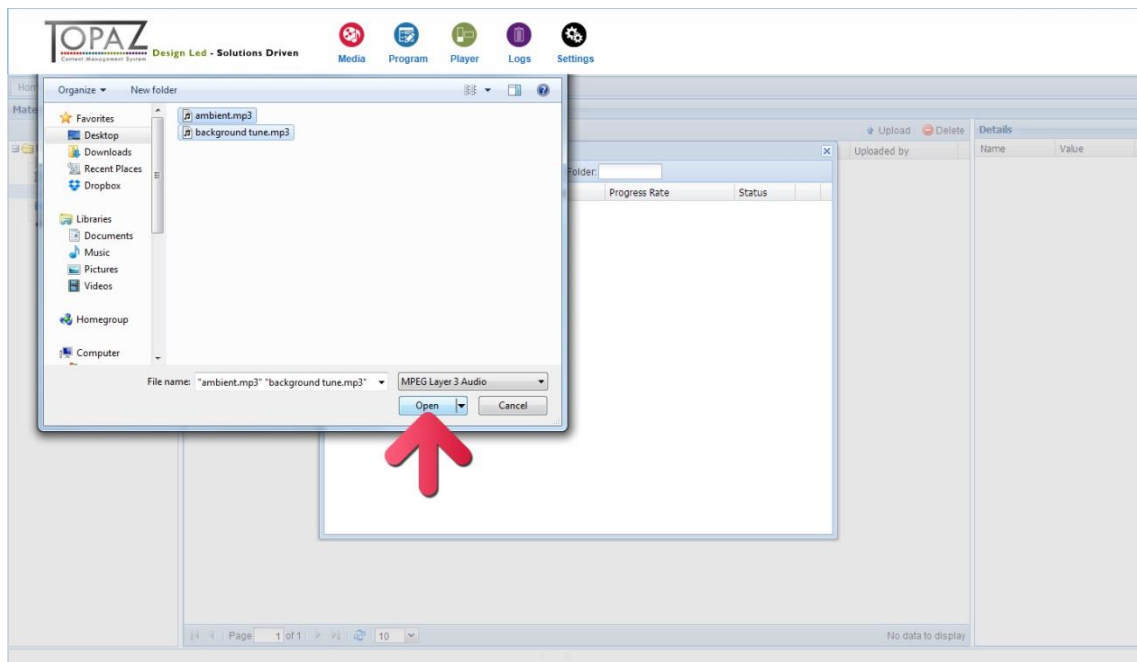 TOPAZ
Content Management System
Design Led - Solutions Driven
Media Program Player Logs Settings
Organize New folder
Favorites
Desktop
Downloads
Recent Places
Dropbox
Libraries
Documents
Music
Pictures
Videos
Homegroup
Computer
ambient.mp3
background tune.mp3
File name: "ambient.mp3" "background tune.mp3" MPEG Layer 3 Audio
Open Cancel
Folder:
Progress Rate Status
Upload Delete
Uploaded by
Details
Name Value
Page 1 of 1 10 No data to display